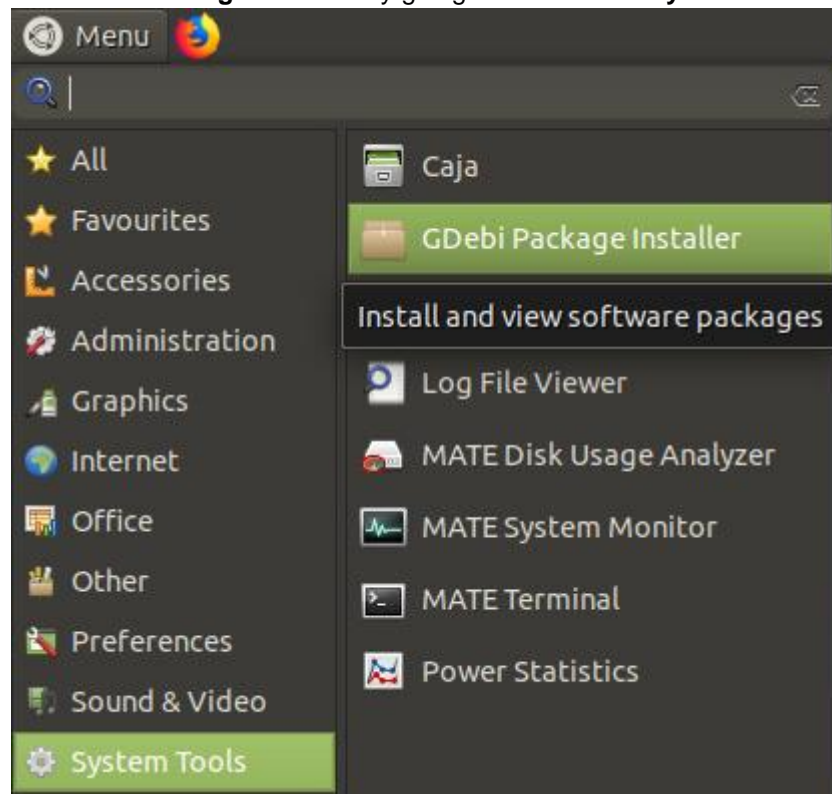 Menu
All
Favourites
Accessories
Administration
Graphics
Internet
Office
Other
Preferences
Sound & Video
System Tools
Caja
GDebi Package Installer
Install and view software packages
Log File Viewer
MATE Disk Usage Analyzer
MATE System Monitor
MATE Terminal
Power Statistics